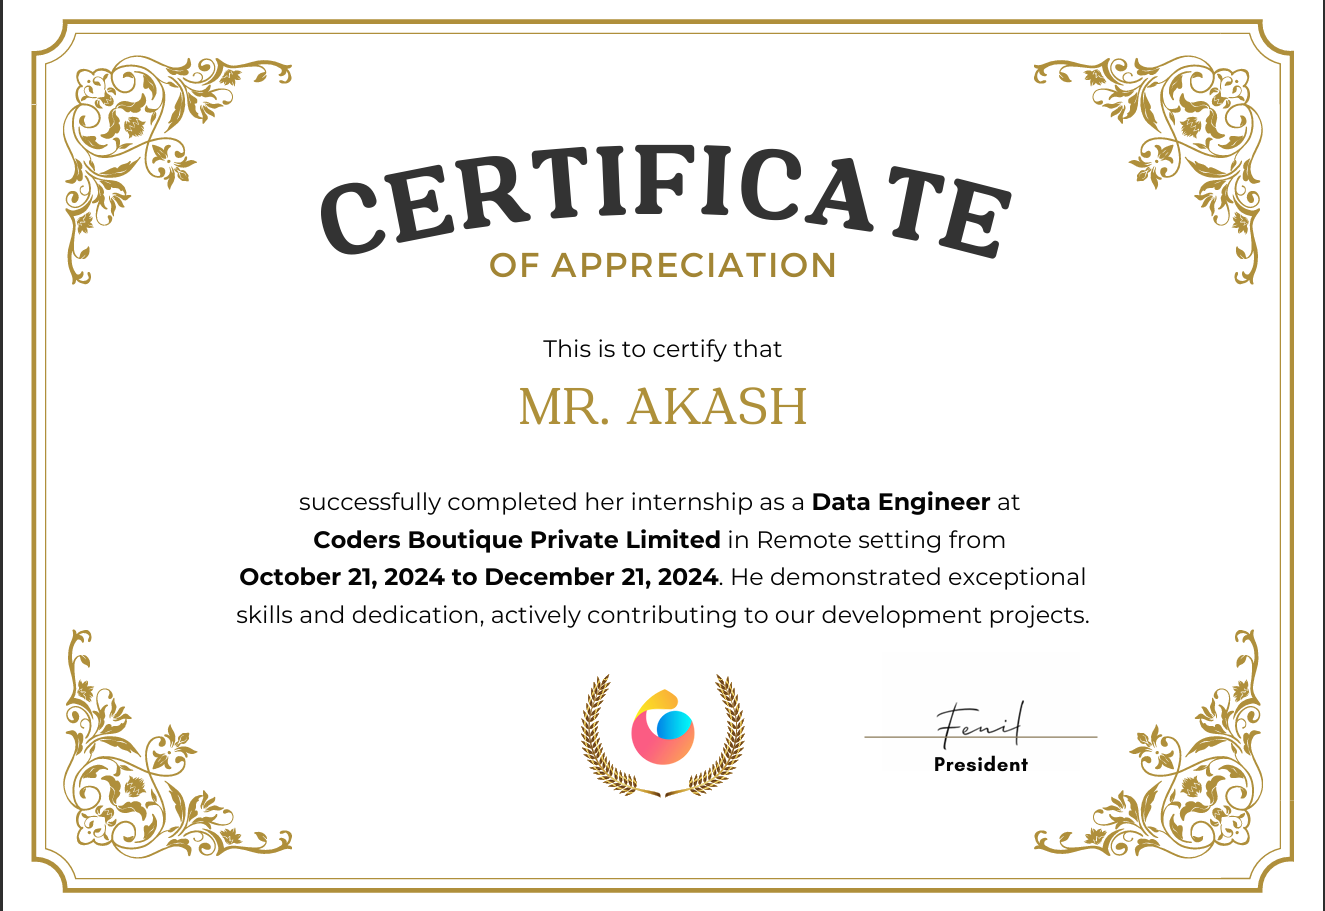 CERTIFICATE
OF APPRECIATION
This is to certify that
MR. AKASH
successfully completed her internship as a Data Engineer at
Coders Boutique Private Limited in Remote setting from
October 21, 2024 to December 21, 2024. He demonstrated exceptional
skills and dedication, actively contributing to our development projects.
Fenil
President